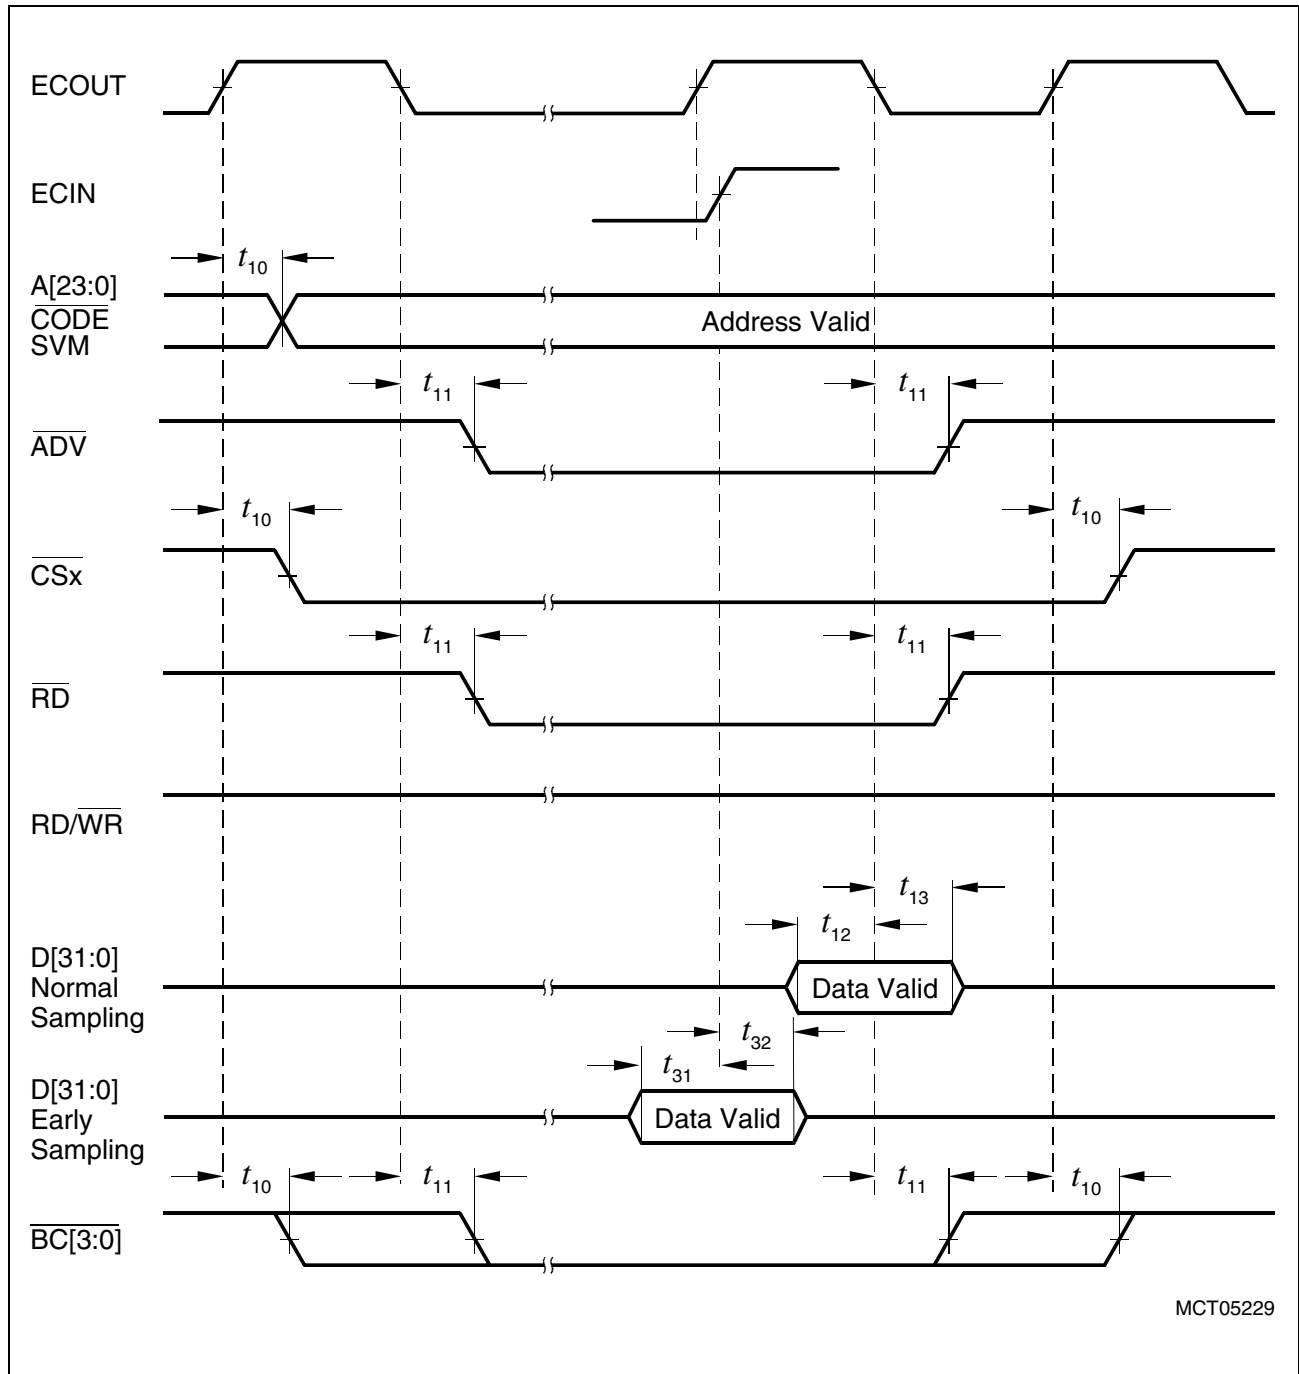 ECOUT
ECIN
t10
A[23:0]
CODE
SVM
Address Valid
t11 t11
ADV
t10 t10
CSx
t11 t11
RD
RD/WR
t13
t12
D[31:0]
Normal
Sampling
Data Valid
t32
t31
D[31:0]
Early
Sampling
Data Valid
t10 t11 t11 t10
BC[3:0]
MCT05229